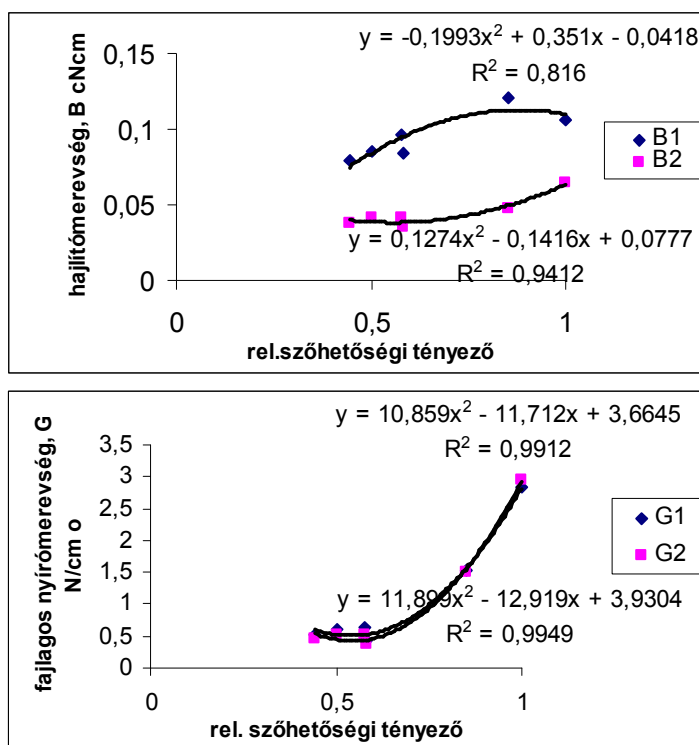 y = -0,1993x² + 0,351x - 0,0418
R² = 0,816
0,15
0,1
0,05
0
hajlítómerevség, B cNcm
B1
B2
y = 0,1274x² - 0,1416x + 0,0777
R² = 0,9412
0 0,5 1
rel.szőhetőségi tényező
y = 10,859x² - 11,712x + 3,6645
R² = 0,9912
3,5
3
2,5
2
1,5
1
0,5
0
fajlagos nyírómerevség, G
N/cm o
G1
G2
y = 11,899x² - 12,919x + 3,9304
R² = 0,9949
0 0,5 1
rel. szőhetőségi tényező